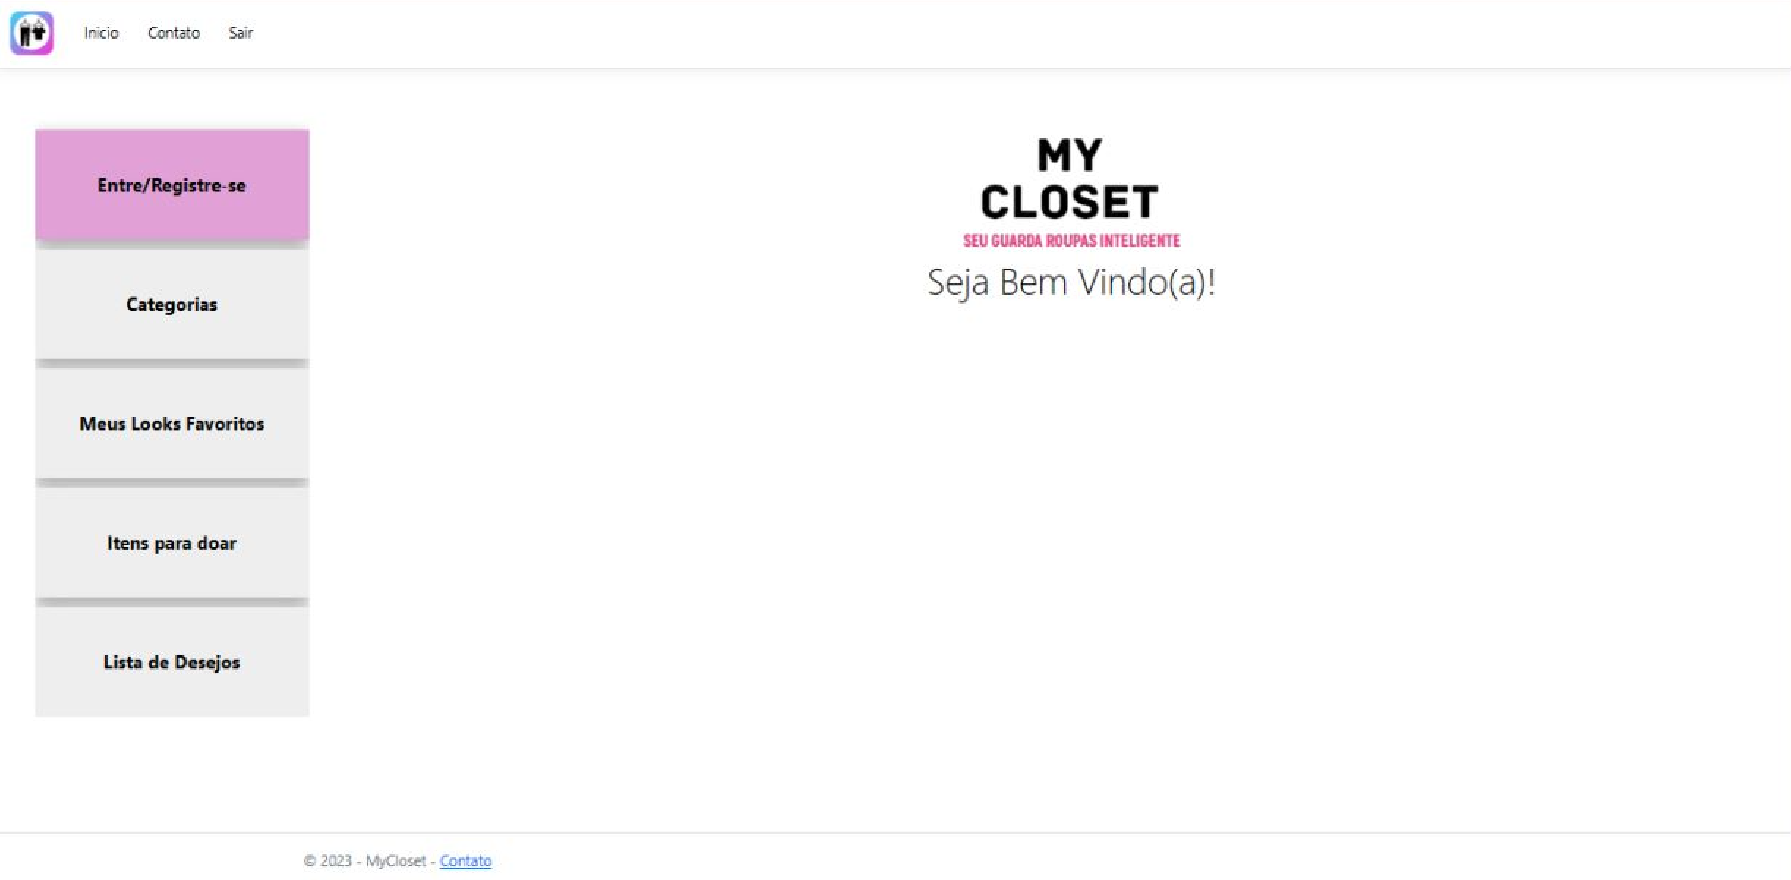 Inicio Contato Sair
Entre/Registre-se
Categorias
Meus Looks Favoritos
Itens para doar
Lista de Desejos
MY
CLOSET
SEU GUARDA ROUPAS INTELIGENTE
Seja Bem Vindo(a)!
© 2023 - MyCloset - Contato